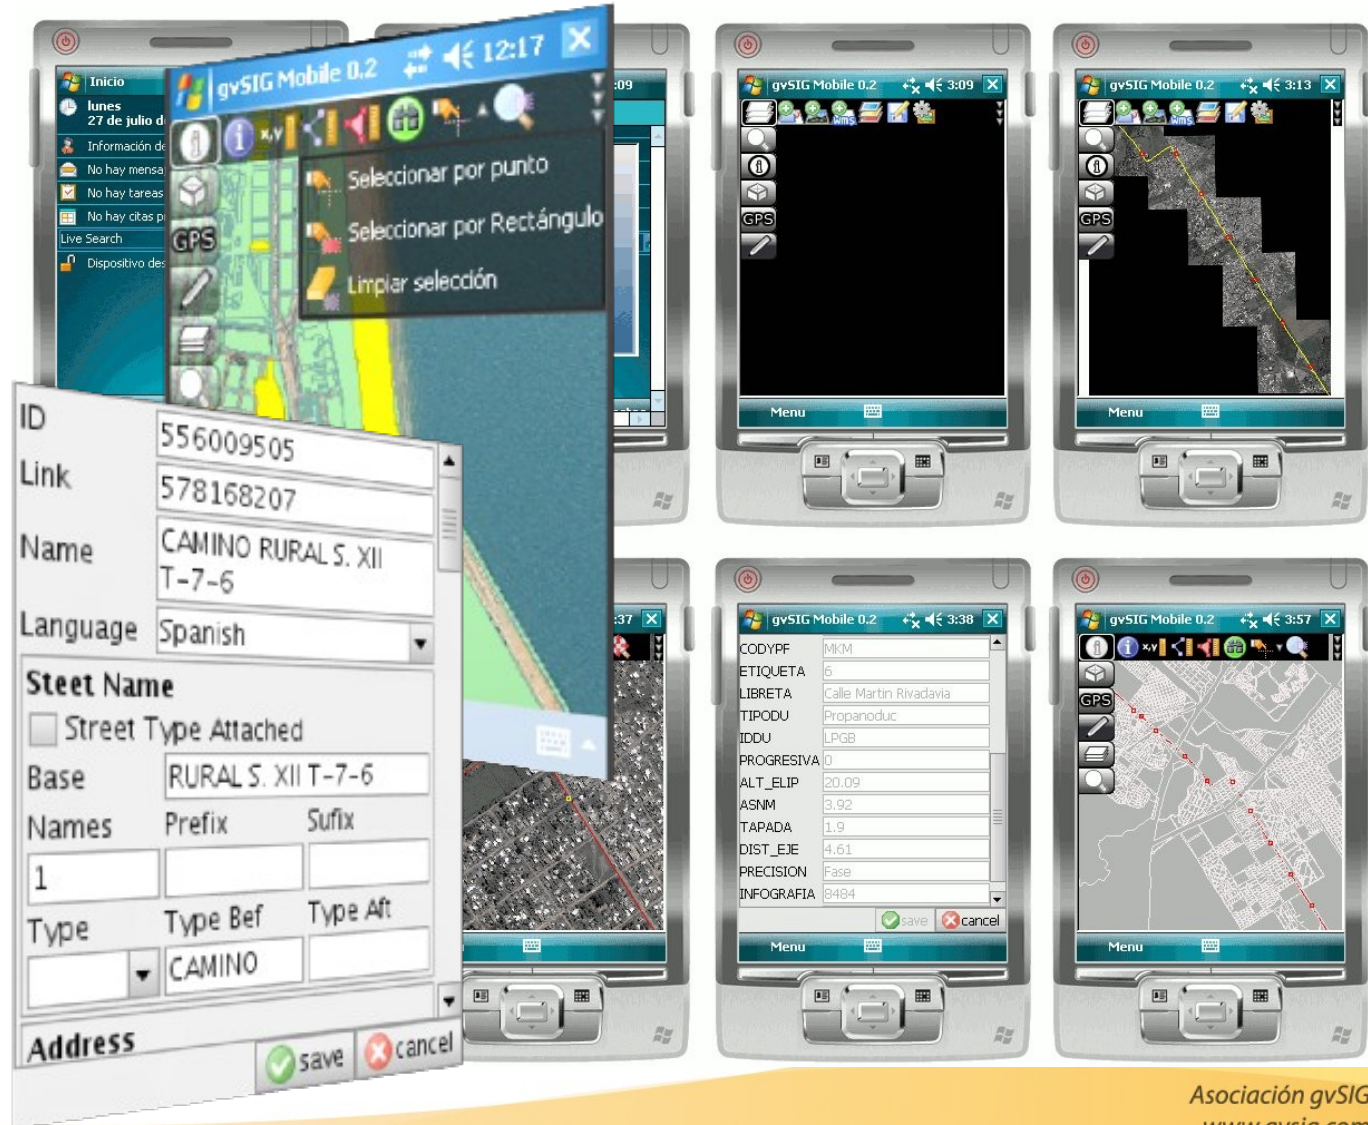 Inicio
lunes
27 de julio d
Información de
No hay mensa
No hay tareas
No hay citas p
Live Search
Dispositivo des
gvSIG Mobile 0.2
12:17
x,y
Seleccionar por punto
Seleccionar por Rectángulo
Limpiar selección
GPS
:09
gvSIG Mobile 0.2
3:09
Wms
GPS
Menu
gvSIG Mobile 0.2
3:13
Wms
GPS
Menu
ID
556009505
Link
578168207
Name
CAMINO RURAL S. XII
T-7-6
Language
Spanish
Steet Name
Street Type Attached
Base
RURAL S. XII T-7-6
Names
Prefix
Sufix
1
Type
Type Bef
Type Aft
CAMINO
Address
save
cancel
:37
gvSIG Mobile 0.2
3:38
CODYPF
MKM
ETIQUETA
6
LIBRETA
Calle Martin Rivadavia
TIPODU
Propanoduc
IDDU
LPGB
PROGRESIVA
0
ALT_ELIP
20.09
ASNM
3.92
TAPADA
1.9
DIST_EJE
4.61
PRECISION
Fase
INFOGRAFIA
8484
save
cancel
Menu
gvSIG Mobile 0.2
3:57
x,y
GPS
Menu
Asociación gvSIG
www.gvsig.com